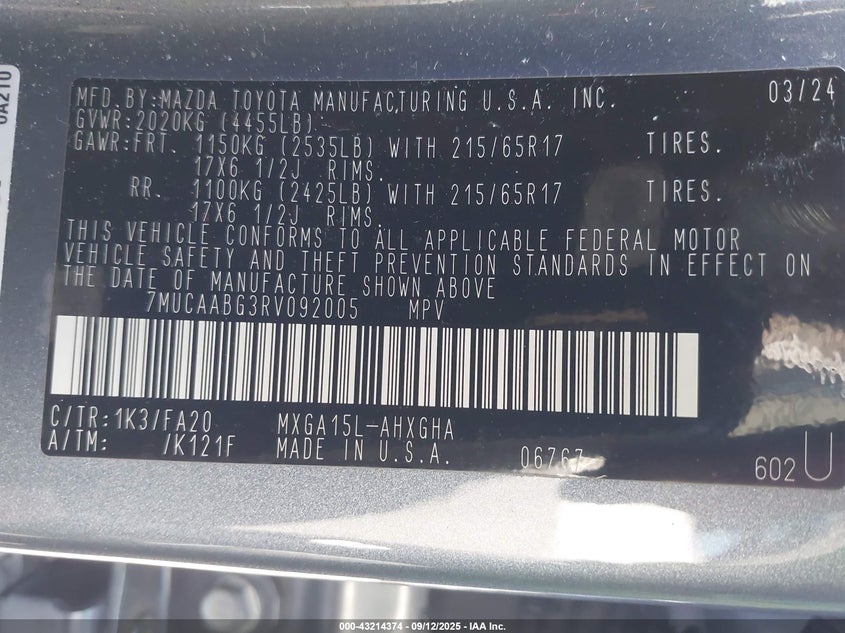 0A210
MFD.BY:MAZDA TOYOTA MANUFACTURING U.S.A. INC. 03/24
GVWR:2020KG (4455LB)
GAWR:FRT. 1150KG (2535LB) WITH 215/65R17 TIRES.
17X6 1/2J RIMS.
RR. 1100KG (2425LB) WITH 215/65R17 TIRES.
17X6 1/2J RIMS.
THIS VEHICLE CONFORMS TO ALL APPLICABLE FEDERAL MOTOR
VEHICLE SAFETY AND THEFT PREVENTION STANDARDS IN EFFECT ON
THE DATE OF MANUFACTURE SHOWN ABOVE
7MUCAABG3RV092005 MPV
C/TR:1K3/FA20 MXGA15L-AHXGHA
A/TM: /K121F MADE IN U.S.A. 06767 602U
000-43214374 - 09/12/2025 - IAA Inc.